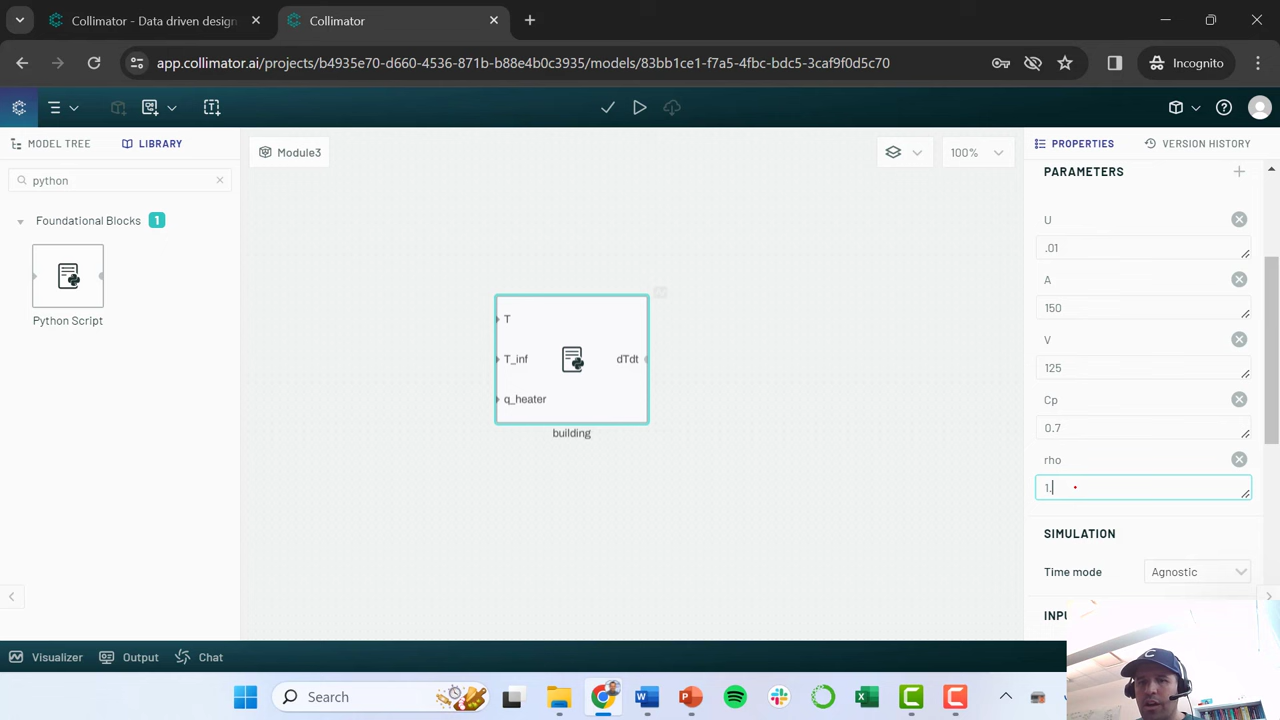 Collimator - Data driven design
Collimator
app.collimator.ai/projects/b4935e70-d660-4536-871b-b88e4b0c3935/models/83bb1ce1-f7a5-4fbc-bdc5-3caf9f0d5c70
Incognito
MODEL TREE
LIBRARY
Module3
100%
PROPERTIES
VERSION HISTORY
python
Foundational Blocks 1
Python Script
T
T_inf
dTdt
q_heater
building
PARAMETERS
U
.01
A
150
V
125
Cp
0.7
rho
1.
SIMULATION
Time mode
Agnostic
Visualizer
Output
Chat
Search